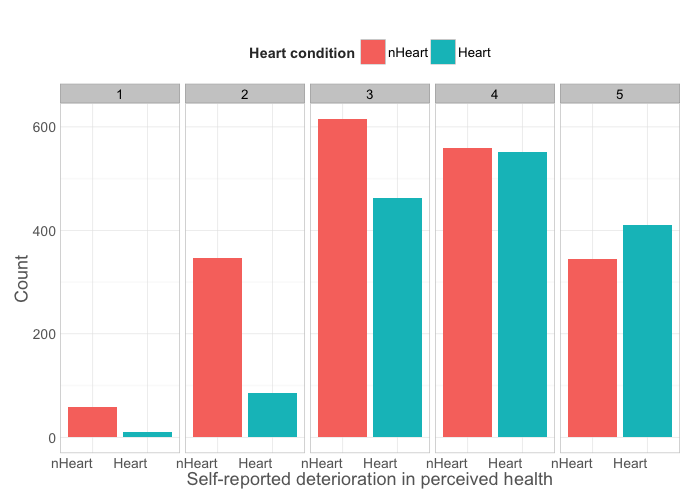 Heart condition nHeart Heart
1 2 3 4 5
600
400
200
0
Count
nHeart Heart nHeart Heart nHeart Heart nHeart Heart nHeart Heart
Self-reported deterioration in perceived health